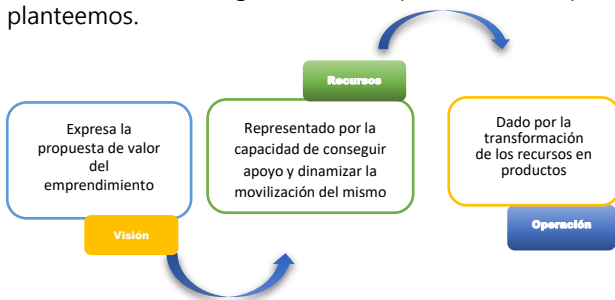 planteemos.
Recursos
Expresa la
propuesta de valor
del
emprendimiento
Visión
Representado por la
capacidad de conseguir
apoyo y dinamizar la
movilización del mismo
Dado por la
transformación
de los recursos en
productos
Operación